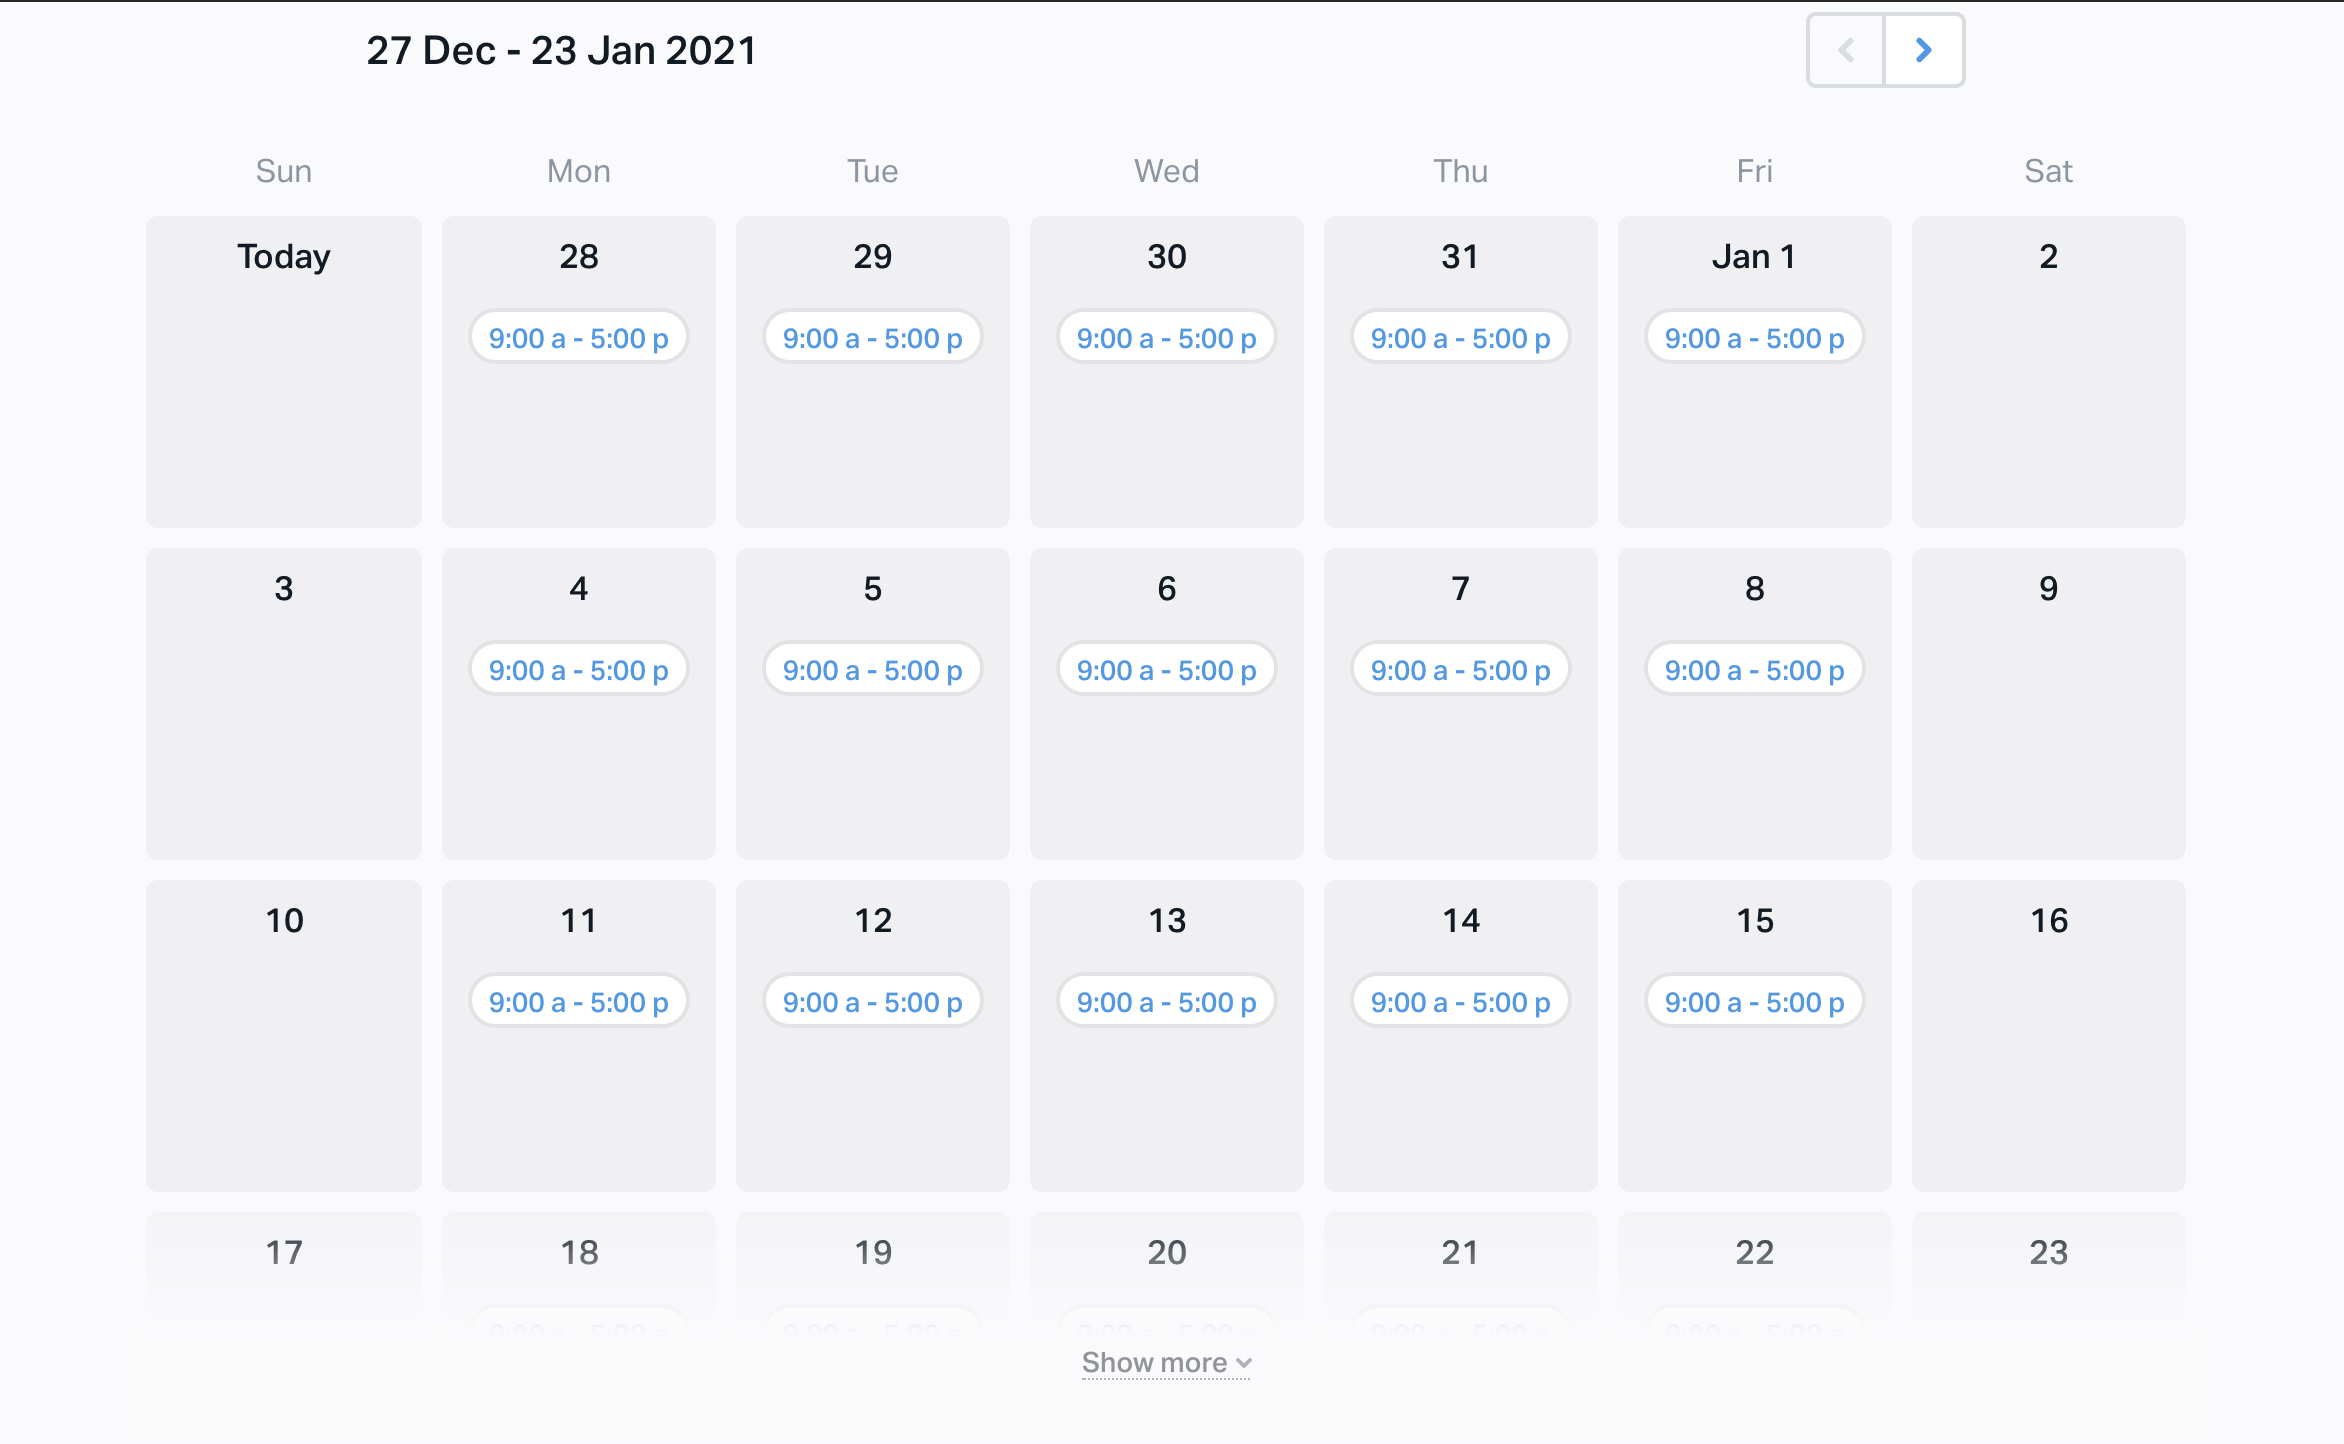 27 Dec - 23 Jan 2021
Sun Mon Tue Wed Thu Fri Sat
Today 28 29 30 31 Jan 1 2
9:00 a - 5:00 p 9:00 a - 5:00 p 9:00 a - 5:00 p 9:00 a - 5:00 p 9:00 a - 5:00 p
3 4 5 6 7 8 9
9:00 a - 5:00 p 9:00 a - 5:00 p 9:00 a - 5:00 p 9:00 a - 5:00 p 9:00 a - 5:00 p
10 11 12 13 14 15 16
9:00 a - 5:00 p 9:00 a - 5:00 p 9:00 a - 5:00 p 9:00 a - 5:00 p 9:00 a - 5:00 p
17 18 19 20 21 22 23
Show more